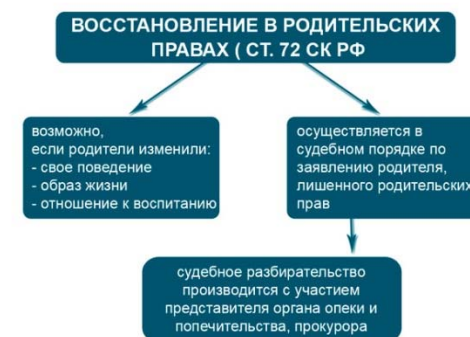 ВОССТАНОВЛЕНИЕ В РОДИТЕЛЬСКИХ
ПРАВАХ ( СТ. 72 СК РФ
возможно,
если родители изменили:
- свое поведение
- образ жизни
- отношение к воспитанию
осуществляется в
судебном порядке по
заявлению родителя,
лишенного родительских
прав
судебное разбирательство
производится с участием
представителя органа опеки и
попечительства, прокурора